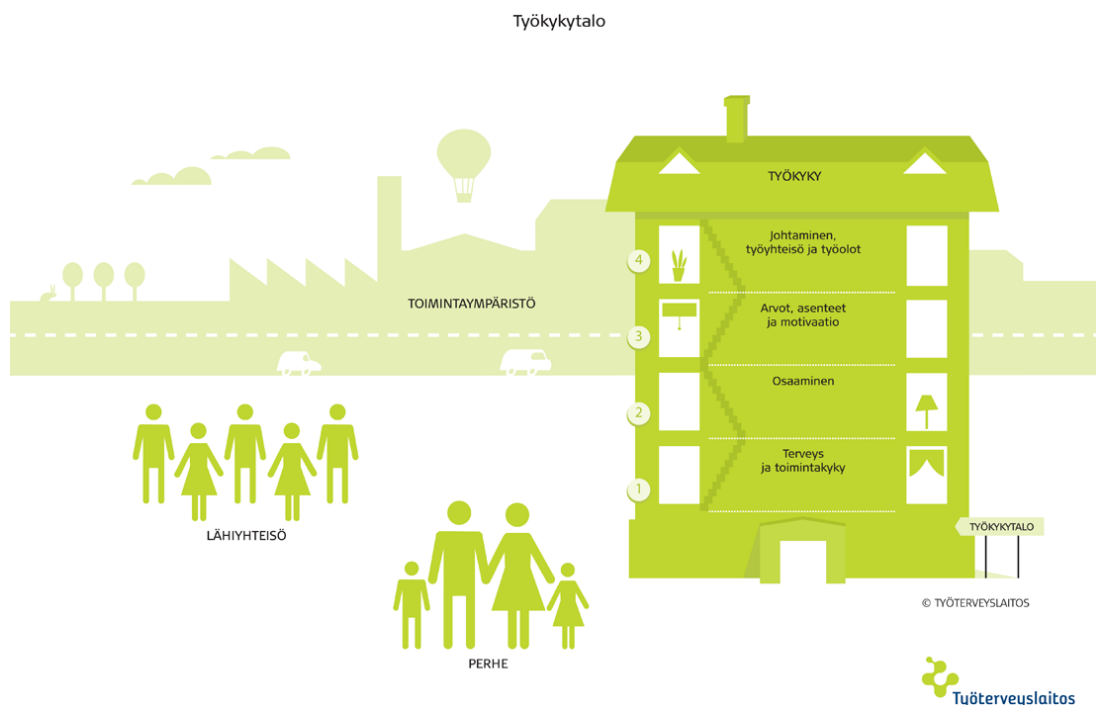 Työkykytalo
TYÖKYKY
4
Johtaminen,
työyhteisö ja työolot
TOIMINTAYMPÄRISTÖ
3
Arvot, asenteet
ja motivaatio
2
Osaaminen
1
Terveys
ja toimintakyky
LÄHIYHTEISÖ
TYÖKYKYTALO
PERHE
© TYÖTERVEYSLAITOS
Työterveyslaitos